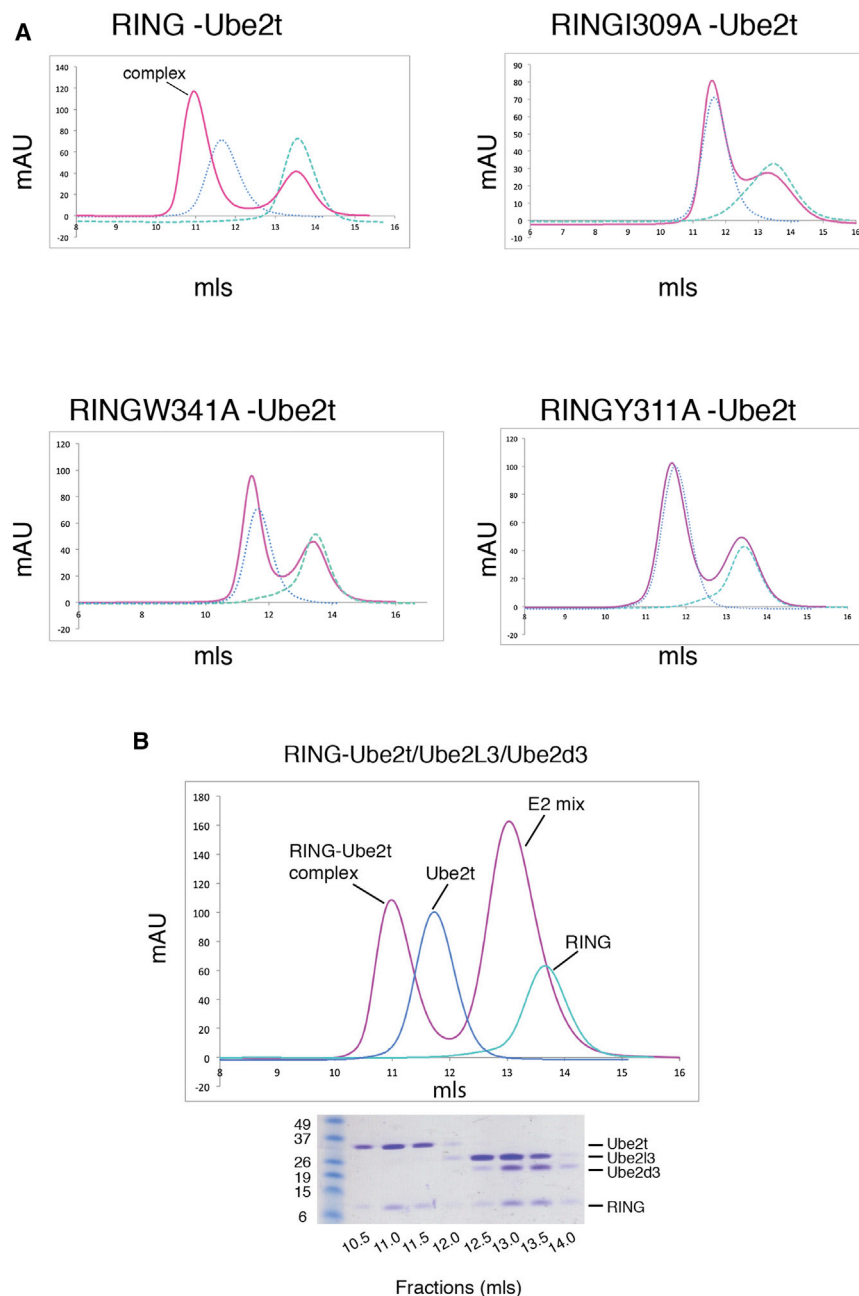 A
RING -Ube2t
complex
mAU
140
120
100
80
60
40
20
0
-20
8 9 10 11 12 13 14 15 16
mls
RINGI309A -Ube2t
mAU
90
80
70
60
50
40
30
20
10
0
-10
6 7 8 9 10 11 12 13 14 15 16
mls
RINGW341A -Ube2t
mAU
120
100
80
60
40
20
0
-20
6 8 10 12 14 16
mls
RINGY311A -Ube2t
mAU
120
100
80
60
40
20
0
-20
8 9 10 11 12 13 14 15 16
mls
B
RING-Ube2t/Ube2L3/Ube2d3
mAU
180
160
140
120
100
80
60
40
20
0
-20
E2 mix
RING-Ube2t
complex
Ube2t
RING
8 9 10 11 12 13 14 15 16
mls
49
37
26
19
15
6
Ube2t
Ube2l3
Ube2d3
RING
10.5 11.0 11.5 12.0 12.5 13.0 13.5 14.0
Fractions (mls)